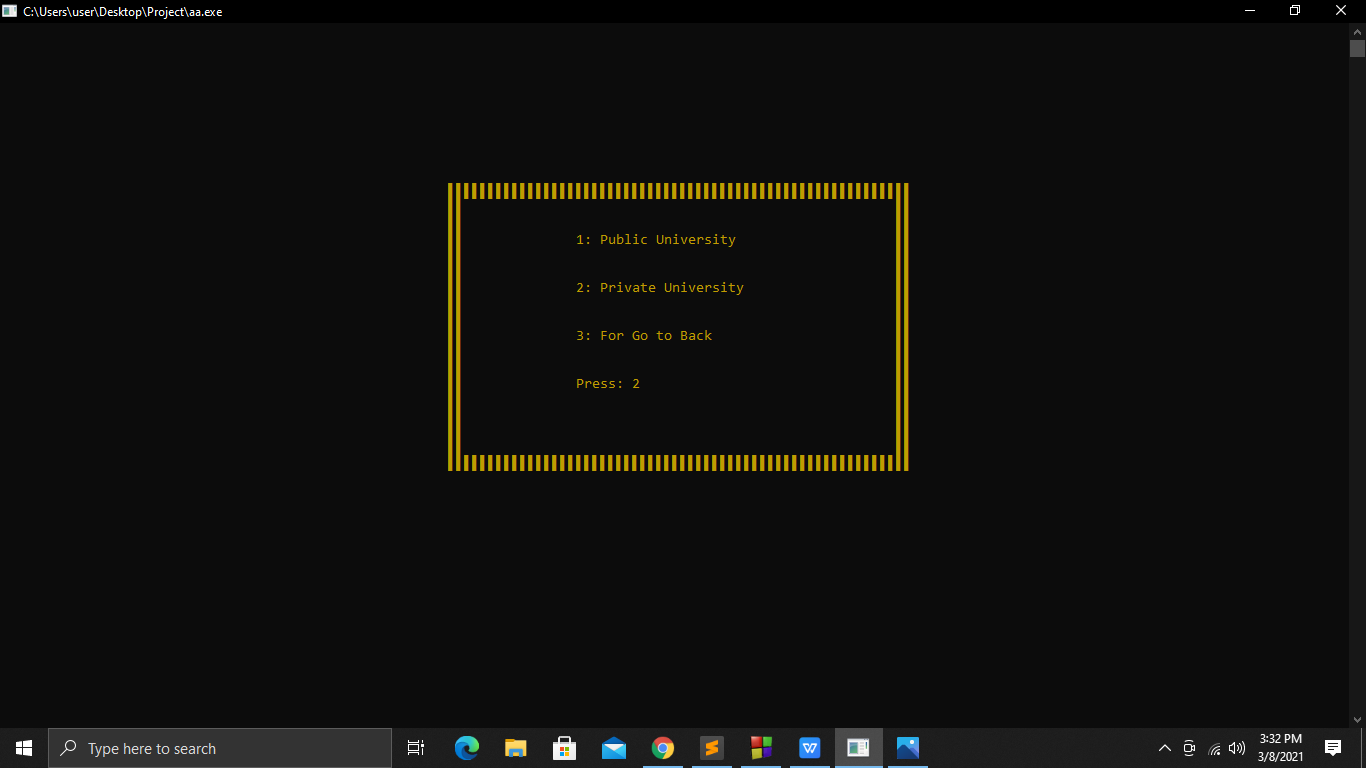 C:\Users\user\Desktop\Project\aa.exe
1: Public University
2: Private University
3: For Go to Back
Press: 2
Type here to search
3:32 PM
3/8/2021